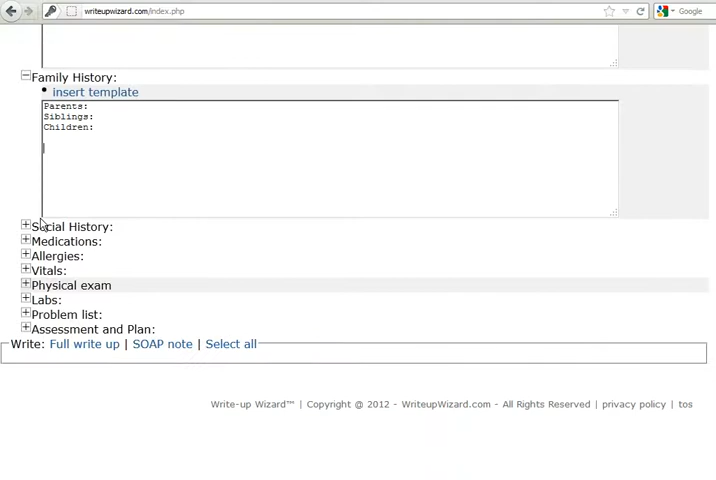 writeupwizard.com/index.php
Google
Family History:
insert template
Parents:
Siblings:
Children:
Social History:
Medications:
Allergies:
Vitals:
Physical exam
Labs:
Problem list:
Assessment and Plan:
Write: Full write up | SOAP note | Select all
Write-up Wizard™ | Copyright @ 2012 - WriteupWizard.com - All Rights Reserved | privacy policy | tos